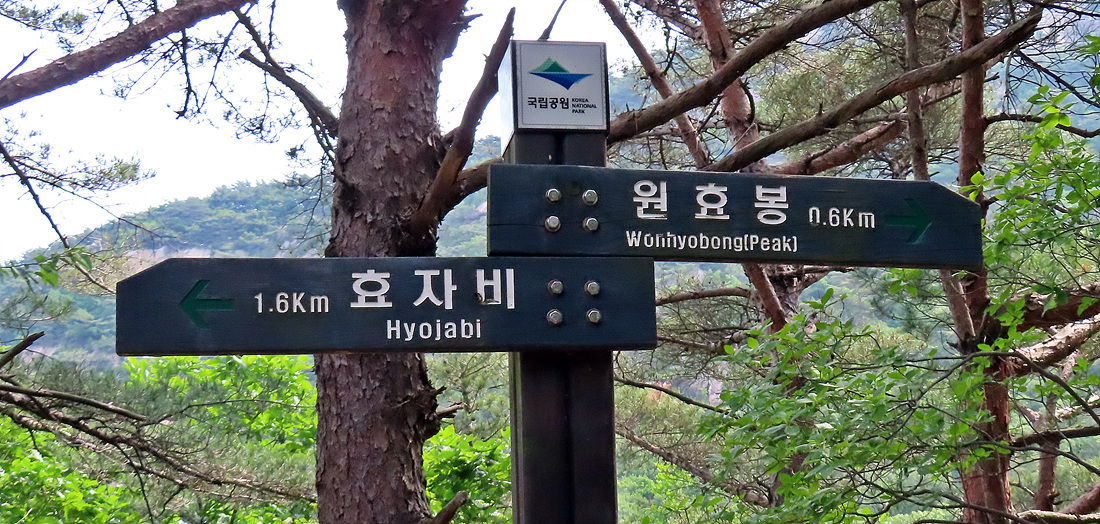 국립공원 KOREA
NATIONAL
PARK
원효봉 0.6Km
Wonhyobong(Peak)
1.6Km 효자비
Hyojabi